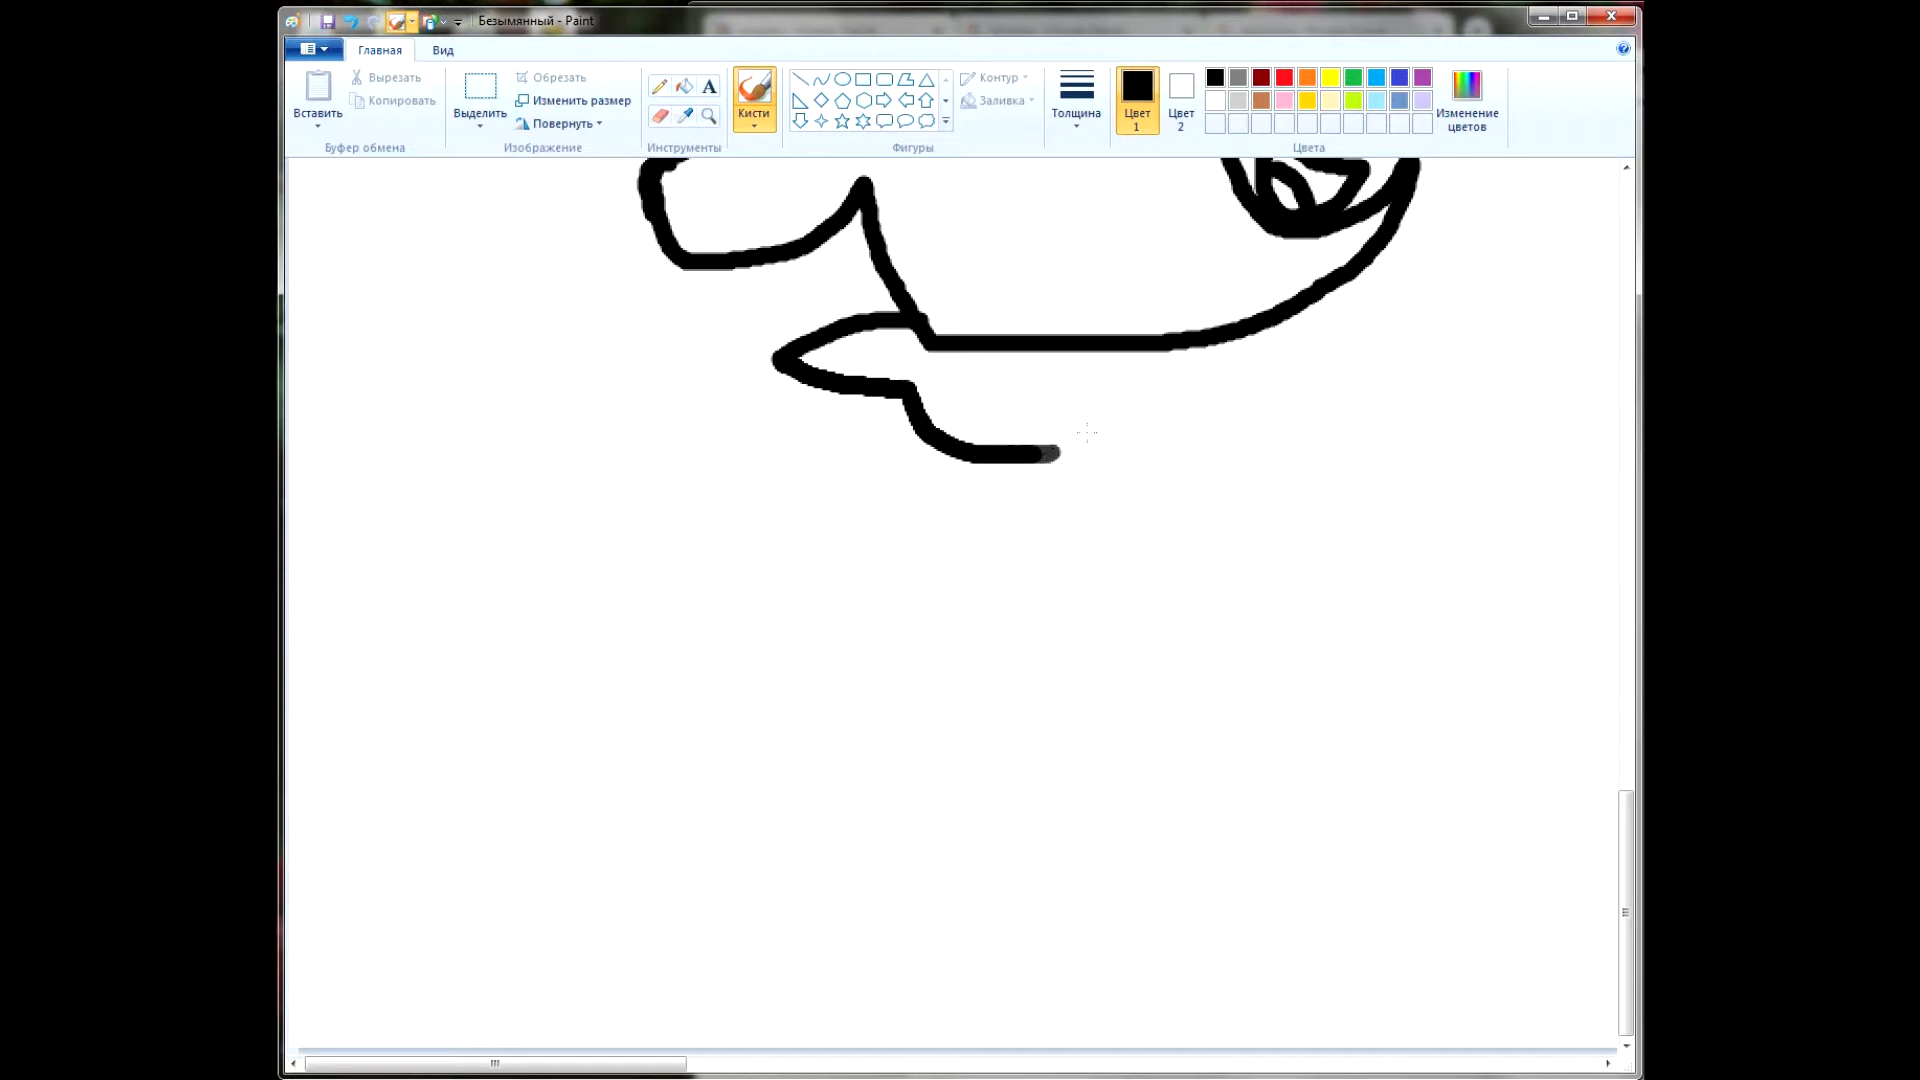 Безымянный - Paint
Главная Вид
Вставить
Вырезать
Копировать
Буфер обмена
Выделить
Обрезать
Изменить размер
Повернуть
Изображение
A
Инструменты
Кисти
Фигуры
Контур
Заливка
Толщина
Цвет 1
Цвет 2
Изменение цветов
Цвета